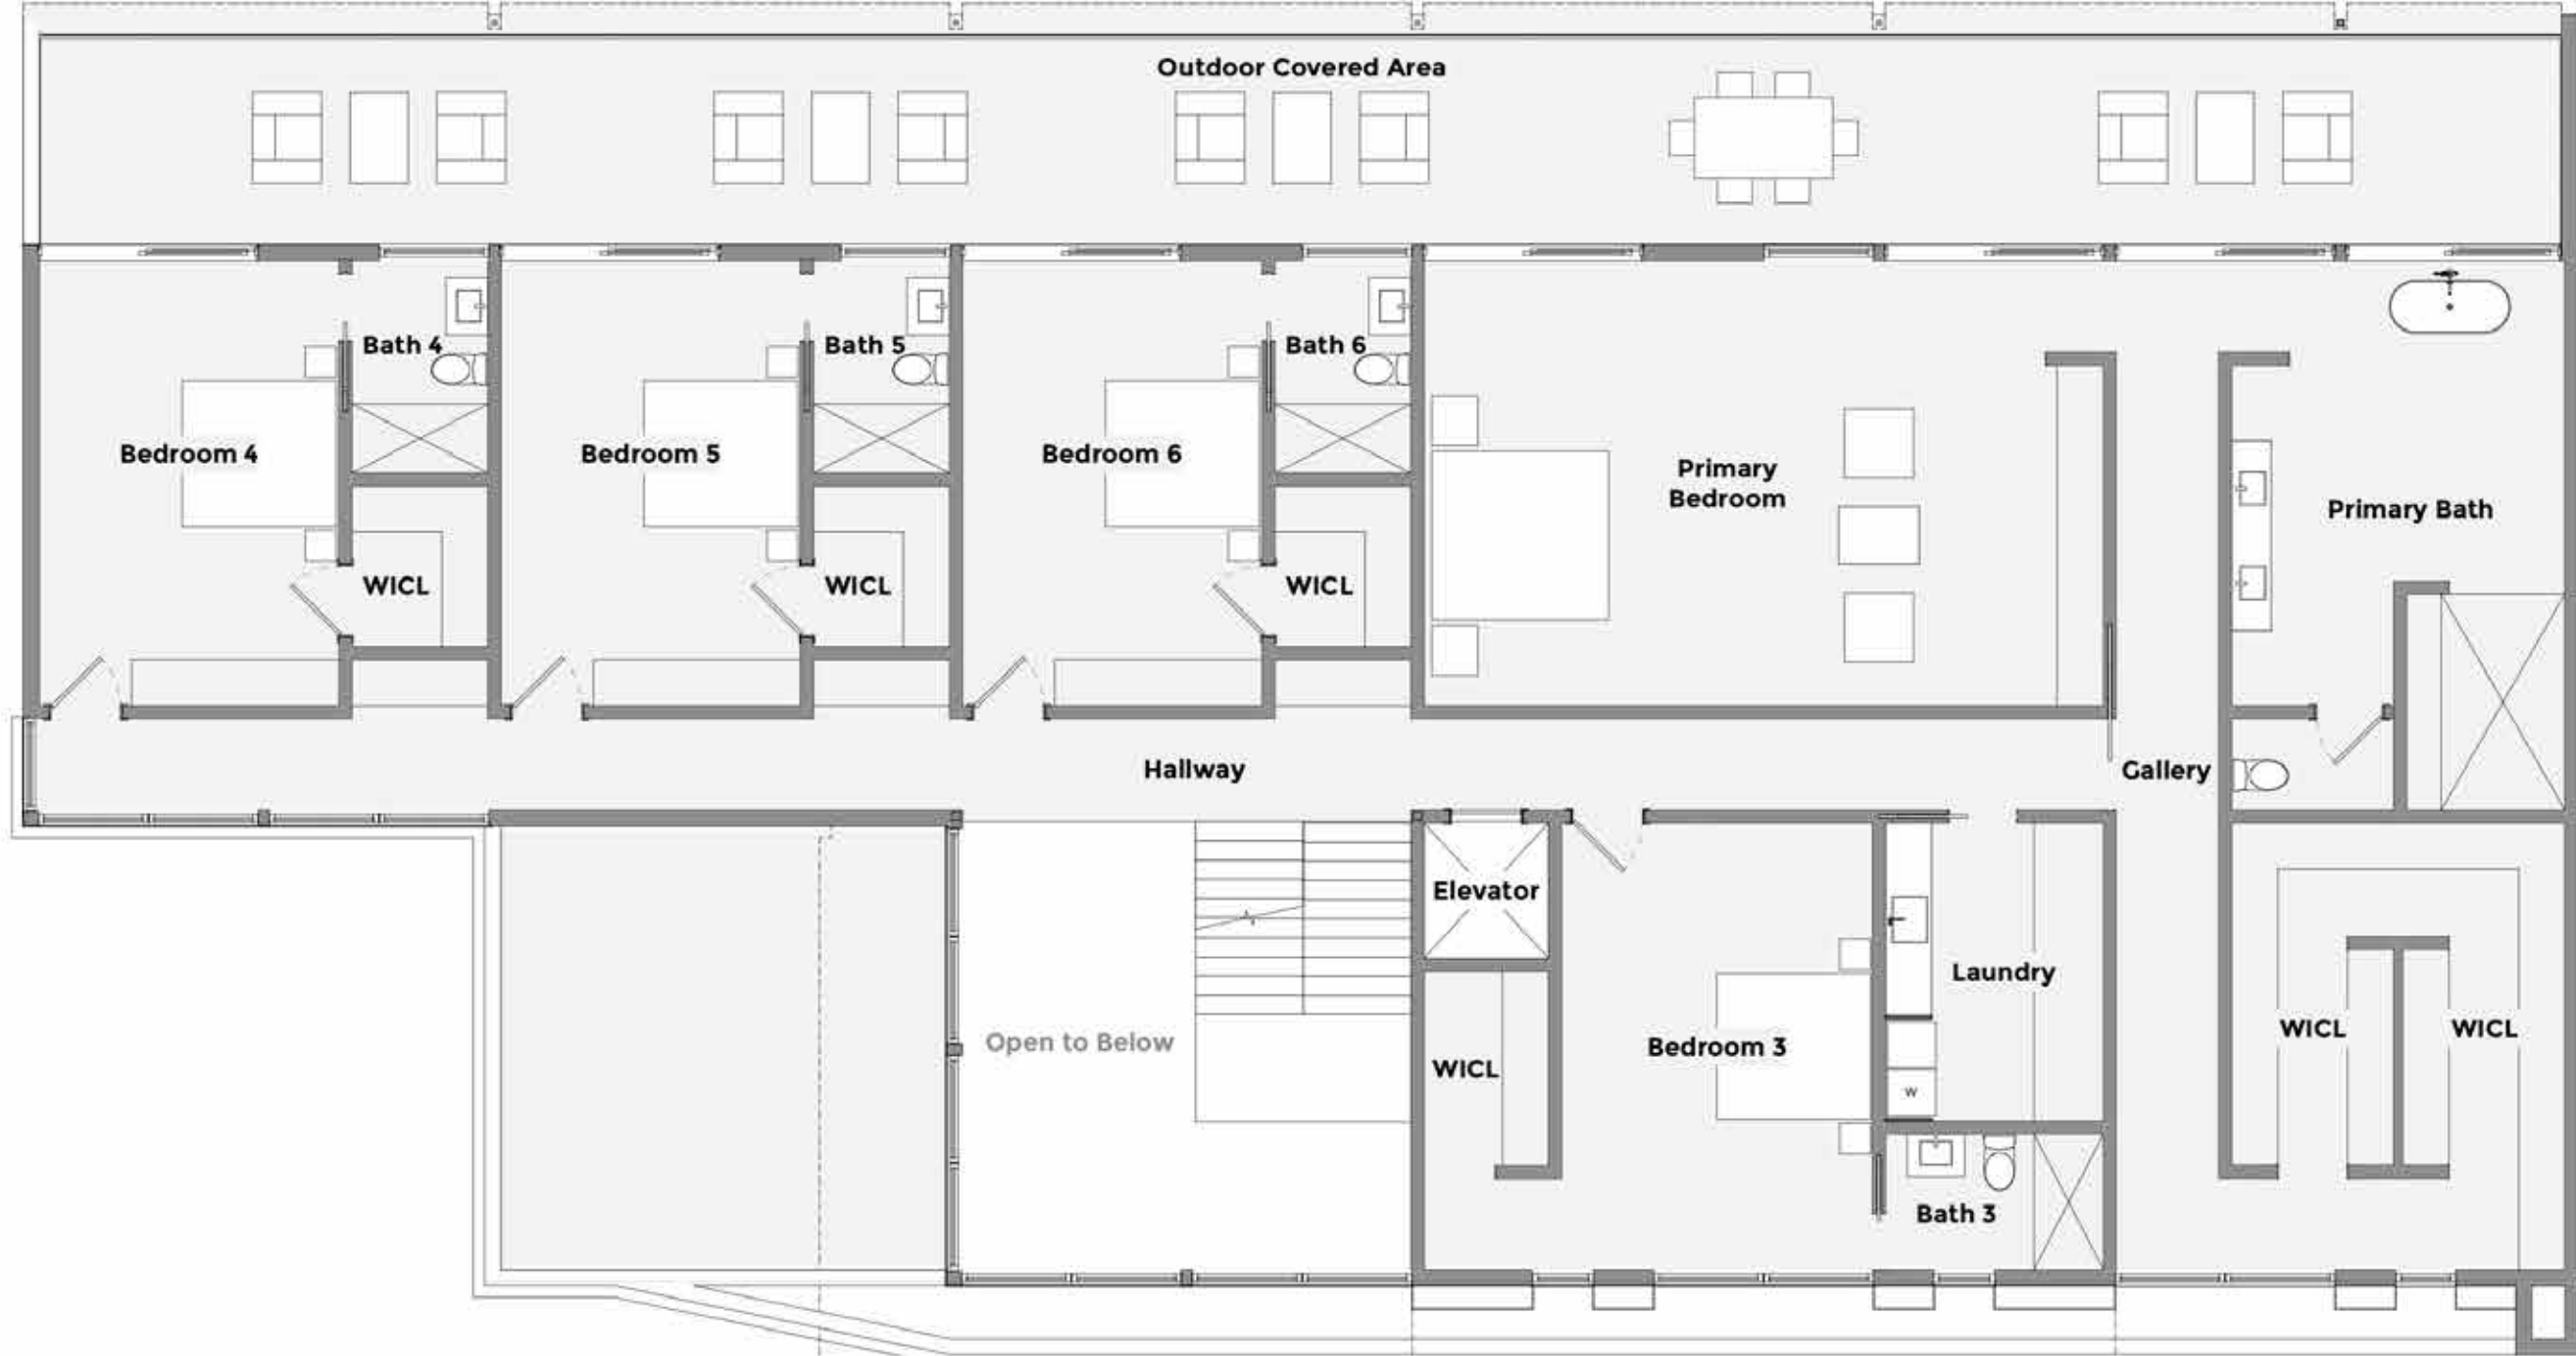 Outdoor Covered Area
Bath 4
Bath 5
Bath 6
Bedroom 4
Bedroom 5
Bedroom 6
Primary
Bedroom
Primary Bath
WICL
WICL
WICL
Hallway
Gallery
Elevator
Laundry
Open to Below
WICL
Bedroom 3
WICL
WICL
W
Bath 3